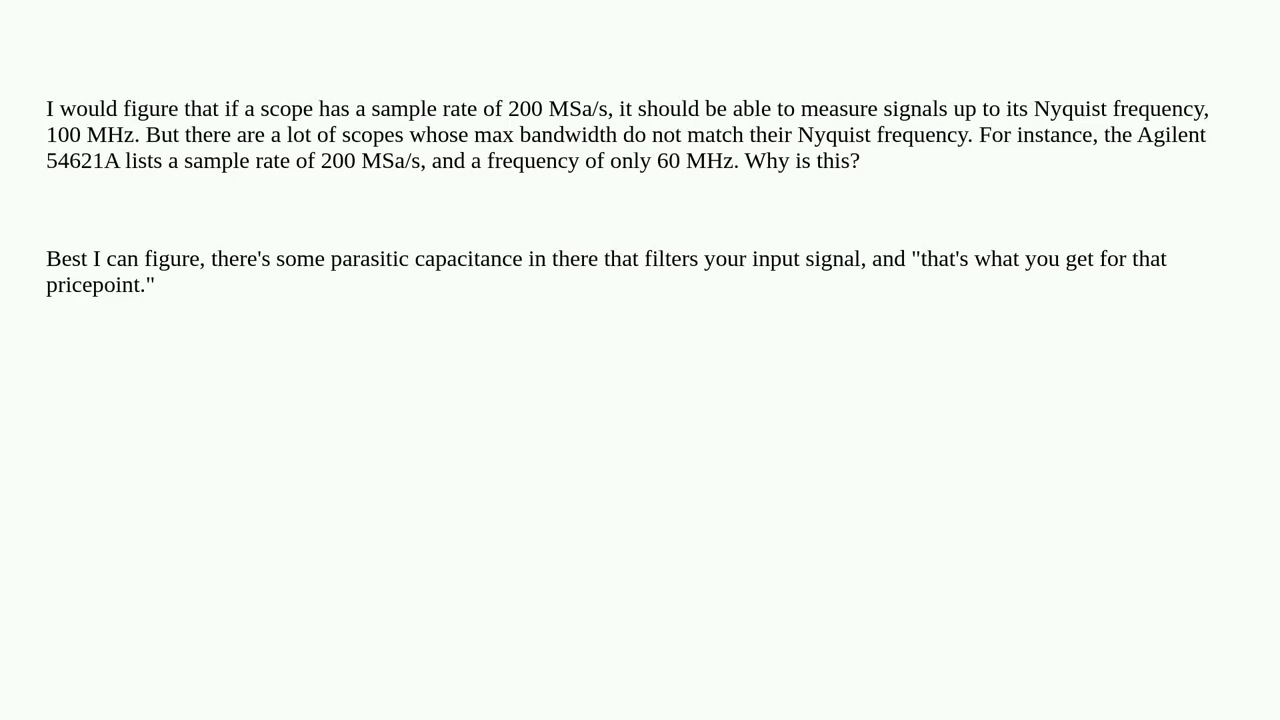 I would figure that if a scope has a sample rate of 200 MSa/s, it should be able to measure signals up to its Nyquist frequency,
100 MHz. But there are a lot of scopes whose max bandwidth do not match their Nyquist frequency. For instance, the Agilent
54621A lists a sample rate of 200 MSa/s, and a frequency of only 60 MHz. Why is this?
Best I can figure, there's some parasitic capacitance in there that filters your input signal, and "that's what you get for that
pricepoint."